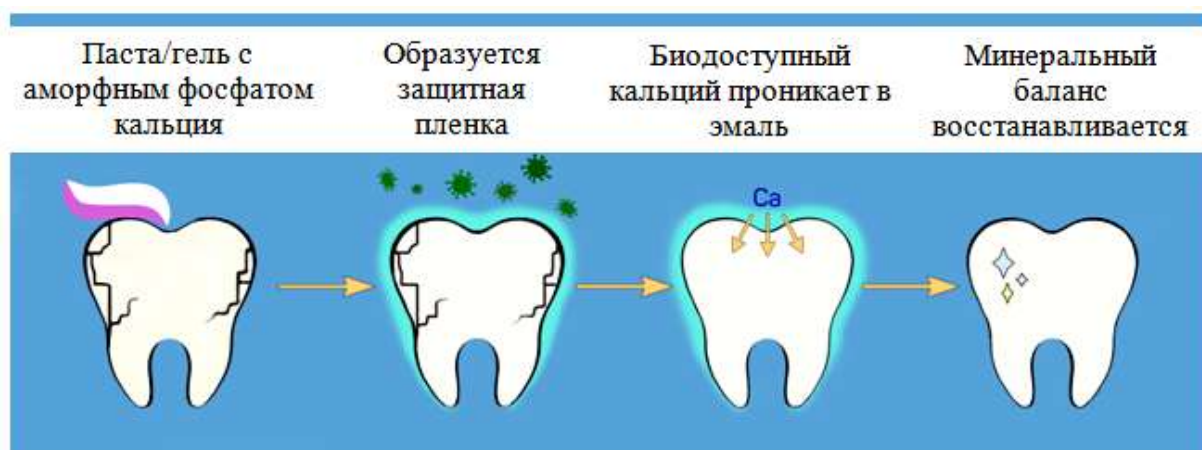 Паста/гель с
аморфным фосфатом
кальция
Образуется
защитная
пленка
Биодоступный
кальций проникает в
эмаль
Минеральный
баланс
восстанавливается
Ca